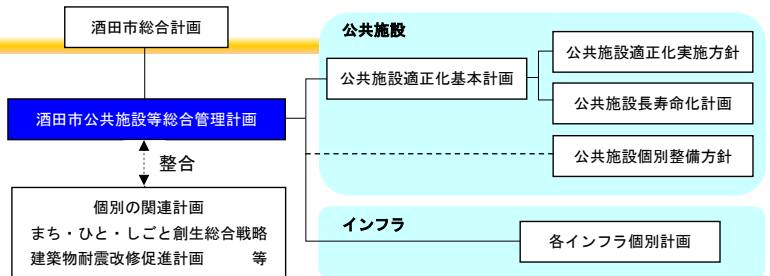 酒田市総合計画
酒田市公共施設等総合管理計画
整合
個別の関連計画
まち・ひと・しごと創生総合戦略
建築物耐震改修促進計画　等
公共施設
公共施設適正化基本計画
公共施設適正化実施方針
公共施設長寿命化計画
公共施設個別整備方針
インフラ
各インフラ個別計画